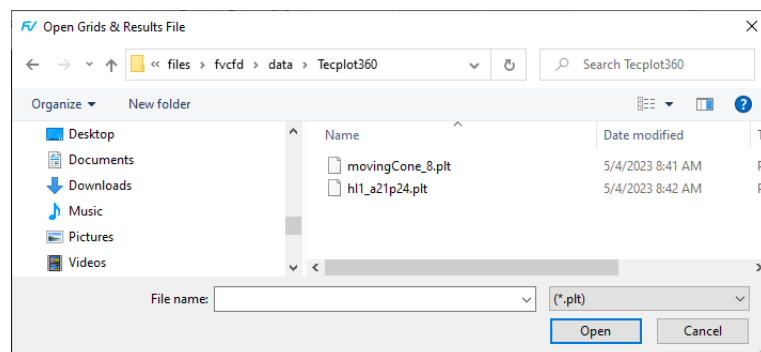 FV Open Grids & Results File
« files › fvcfd › data › Tecplot360
Search Tecplot360
Organize
New folder
Desktop
Documents
Downloads
Music
Pictures
Videos
Name
Date modified
movingCone_8.plt
5/4/2023 8:41 AM
hl1_a21p24.plt
5/4/2023 8:42 AM
File name:
(*.plt)
Open
Cancel